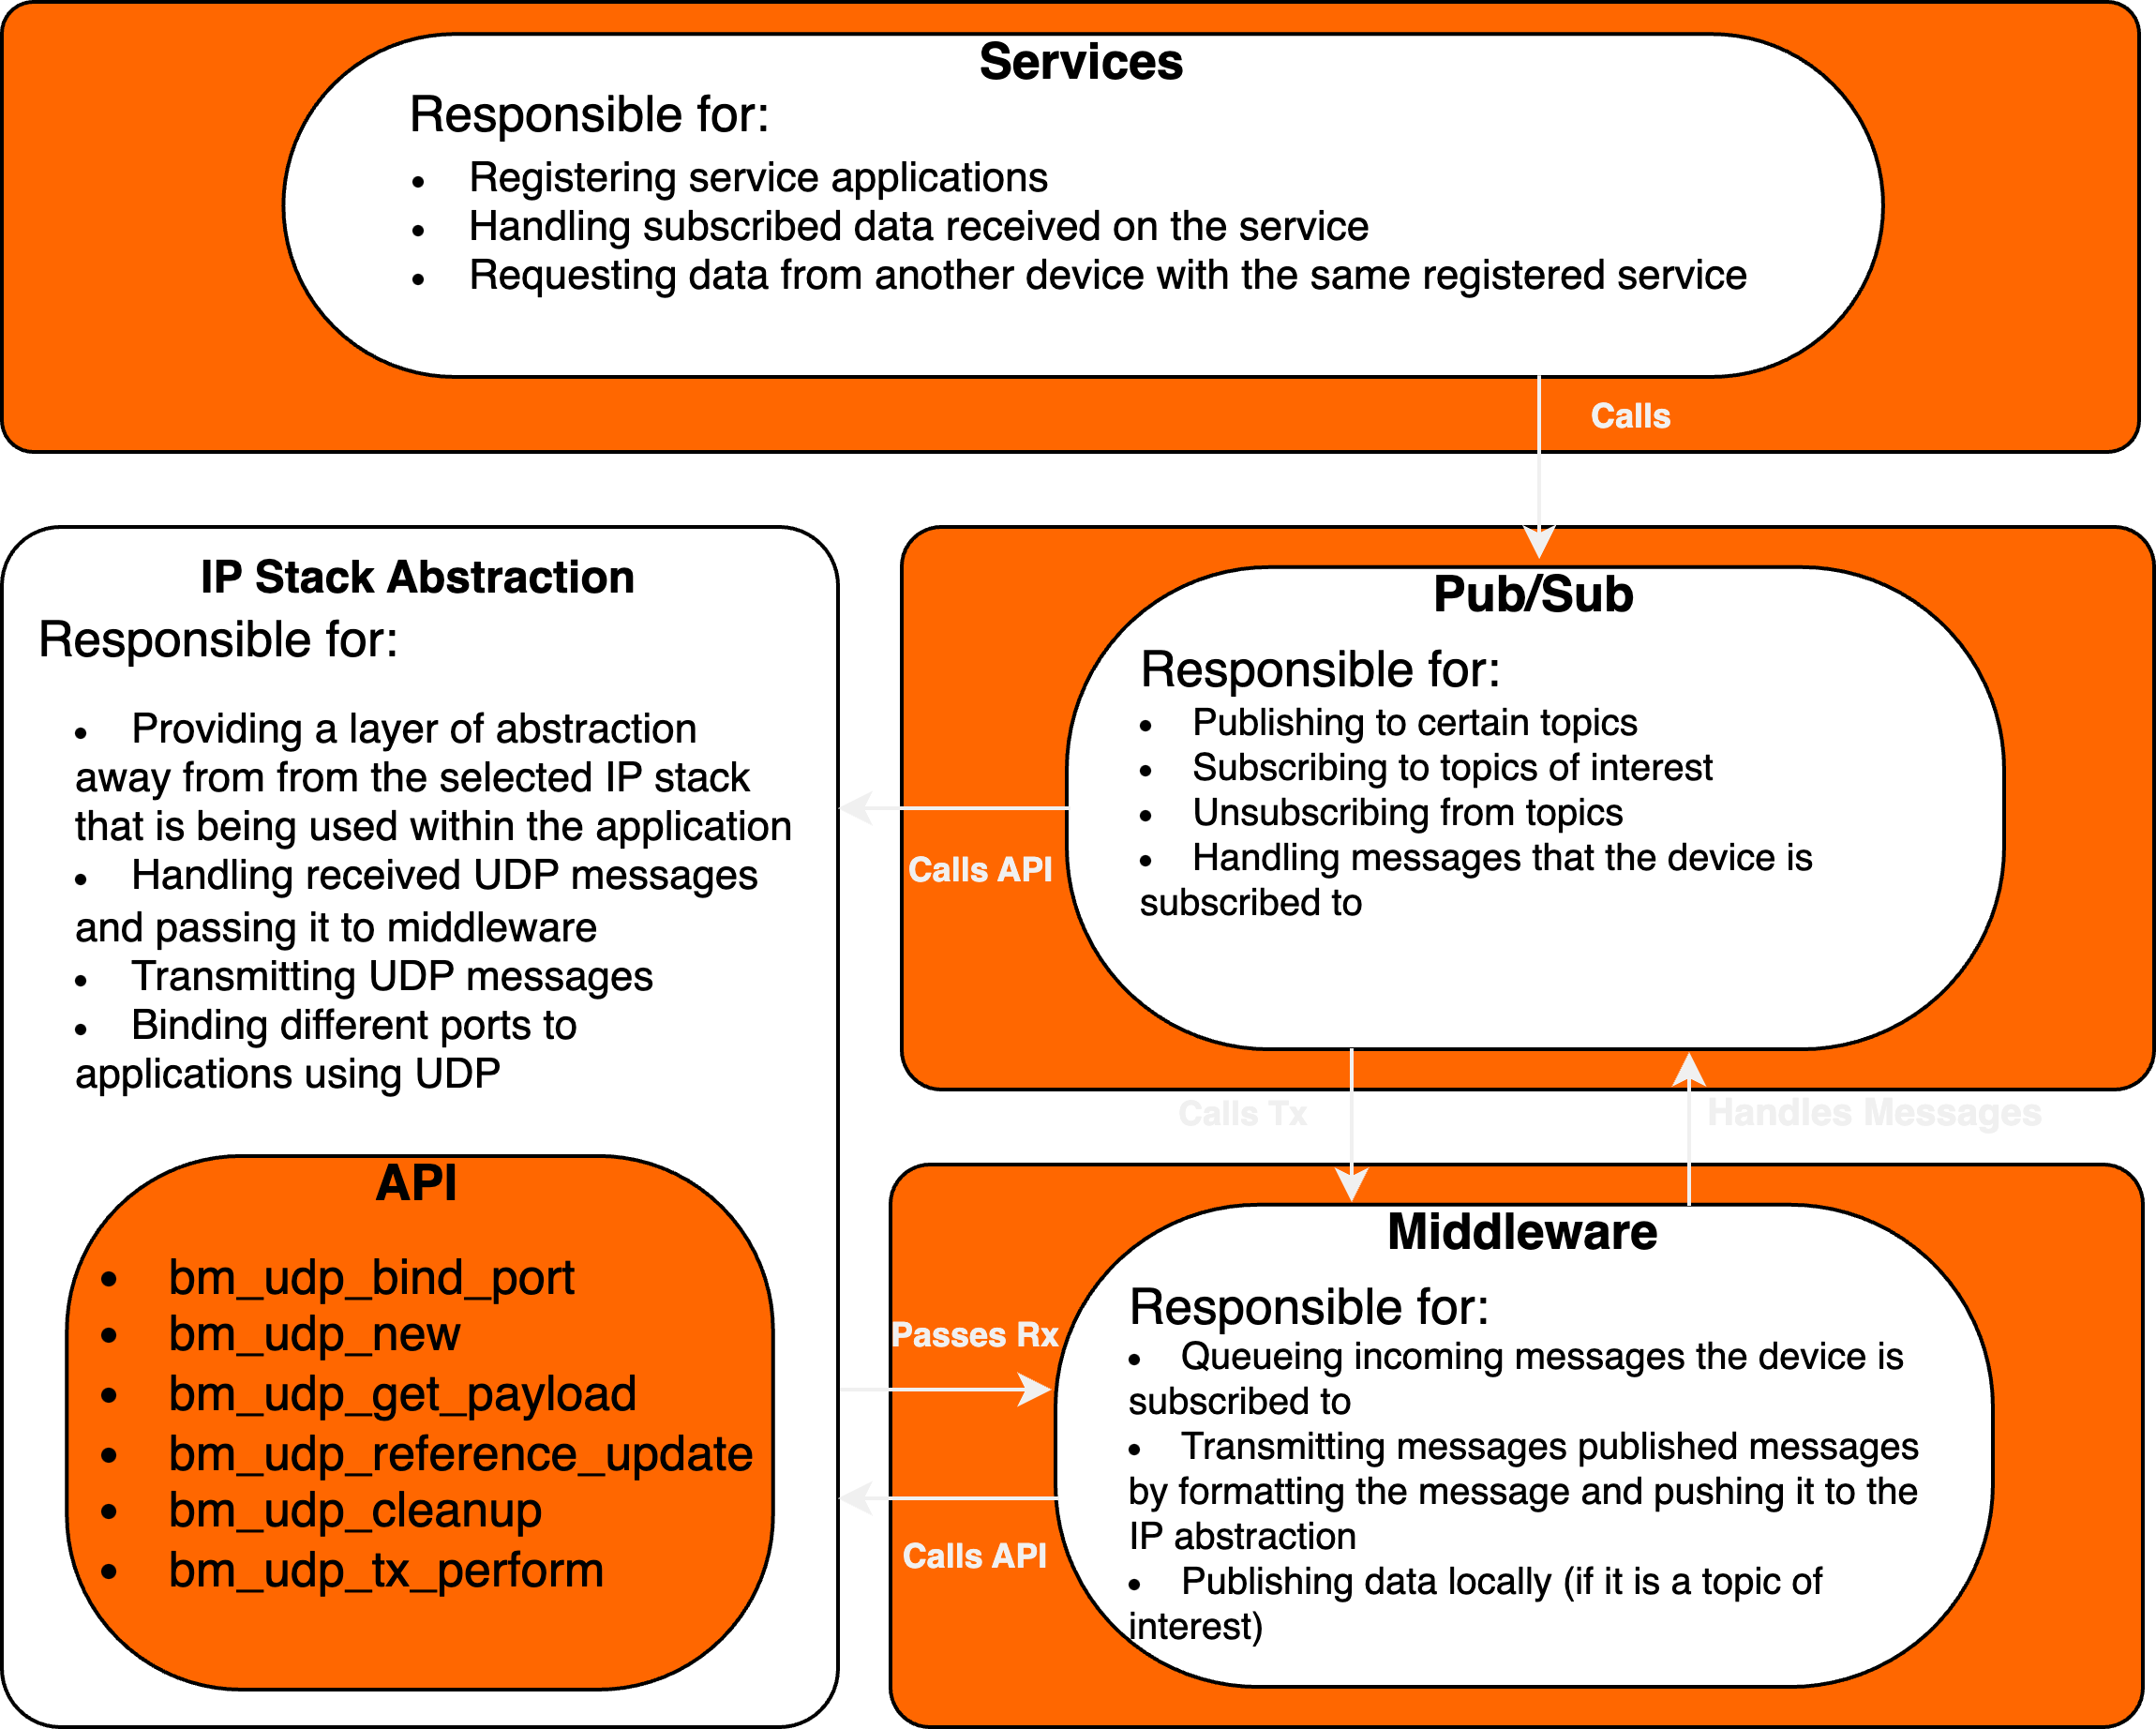 Services
Responsible for:
• Registering service applications
• Handling subscribed data received on the service
• Requesting data from another device with the same registered service
Calls
IP Stack Abstraction
Responsible for:
• Providing a layer of abstraction
away from from the selected IP stack
that is being used within the application
• Handling received UDP messages
and passing it to middleware
• Transmitting UDP messages
• Binding different ports to
applications using UDP
API
• bm_udp_bind_port
• bm_udp_new
• bm_udp_get_payload
• bm_udp_reference_update
• bm_udp_cleanup
• bm_udp_tx_perform
Pub/Sub
Responsible for:
• Publishing to certain topics
• Subscribing to topics of interest
• Unsubscribing from topics
• Handling messages that the device is
subscribed to
Calls API
Calls Tx
Handles Messages
Middleware
Responsible for:
• Queueing incoming messages the device is
subscribed to
• Transmitting messages published messages
by formatting the message and pushing it to the
IP abstraction
• Publishing data locally (if it is a topic of
interest)
Passes Rx
Calls API